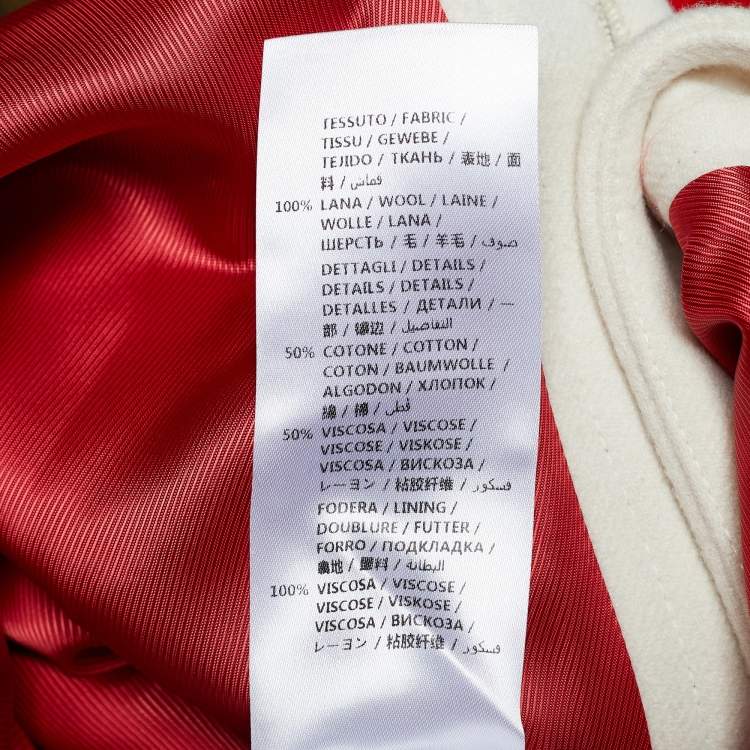 TESSUTO / FABRIC /
TISSU / GEWEBE /
TEJIDO / ТКАНЬ / 表地 / 面
料 / قماش
100% LANA / WOOL / LAINE /
WOLLE / LANA /
ШЕРСТЬ / 毛 / 羊毛 / صوف
DETTAGLI / DETAILS /
DETAILS / DETAILS /
DETALLES / ДЕТАЛИ / 一
部 / 镶边 / التفاصيل
50% COTONE / COTTON /
COTON / BAUMWOLLE /
ALGODON / ХЛОПОК /
綿 / 棉 / قطن
50% VISCOSA / VISCOSE /
VISCOSE / VISKOSE /
VISCOSA / ВИСКОЗА /
レーヨン / 粘胶纤维 / فسكوز
FODERA / LINING /
DOUBLURE / FUTTER /
FORRO / ПОДКЛАДКА /
裏地 / 里料 / البطانة
100% VISCOSA / VISCOSE /
VISCOSE / VISKOSE /
VISCOSA / ВИСКОЗА /
レーヨン / 粘胶纤维 / فسكوز